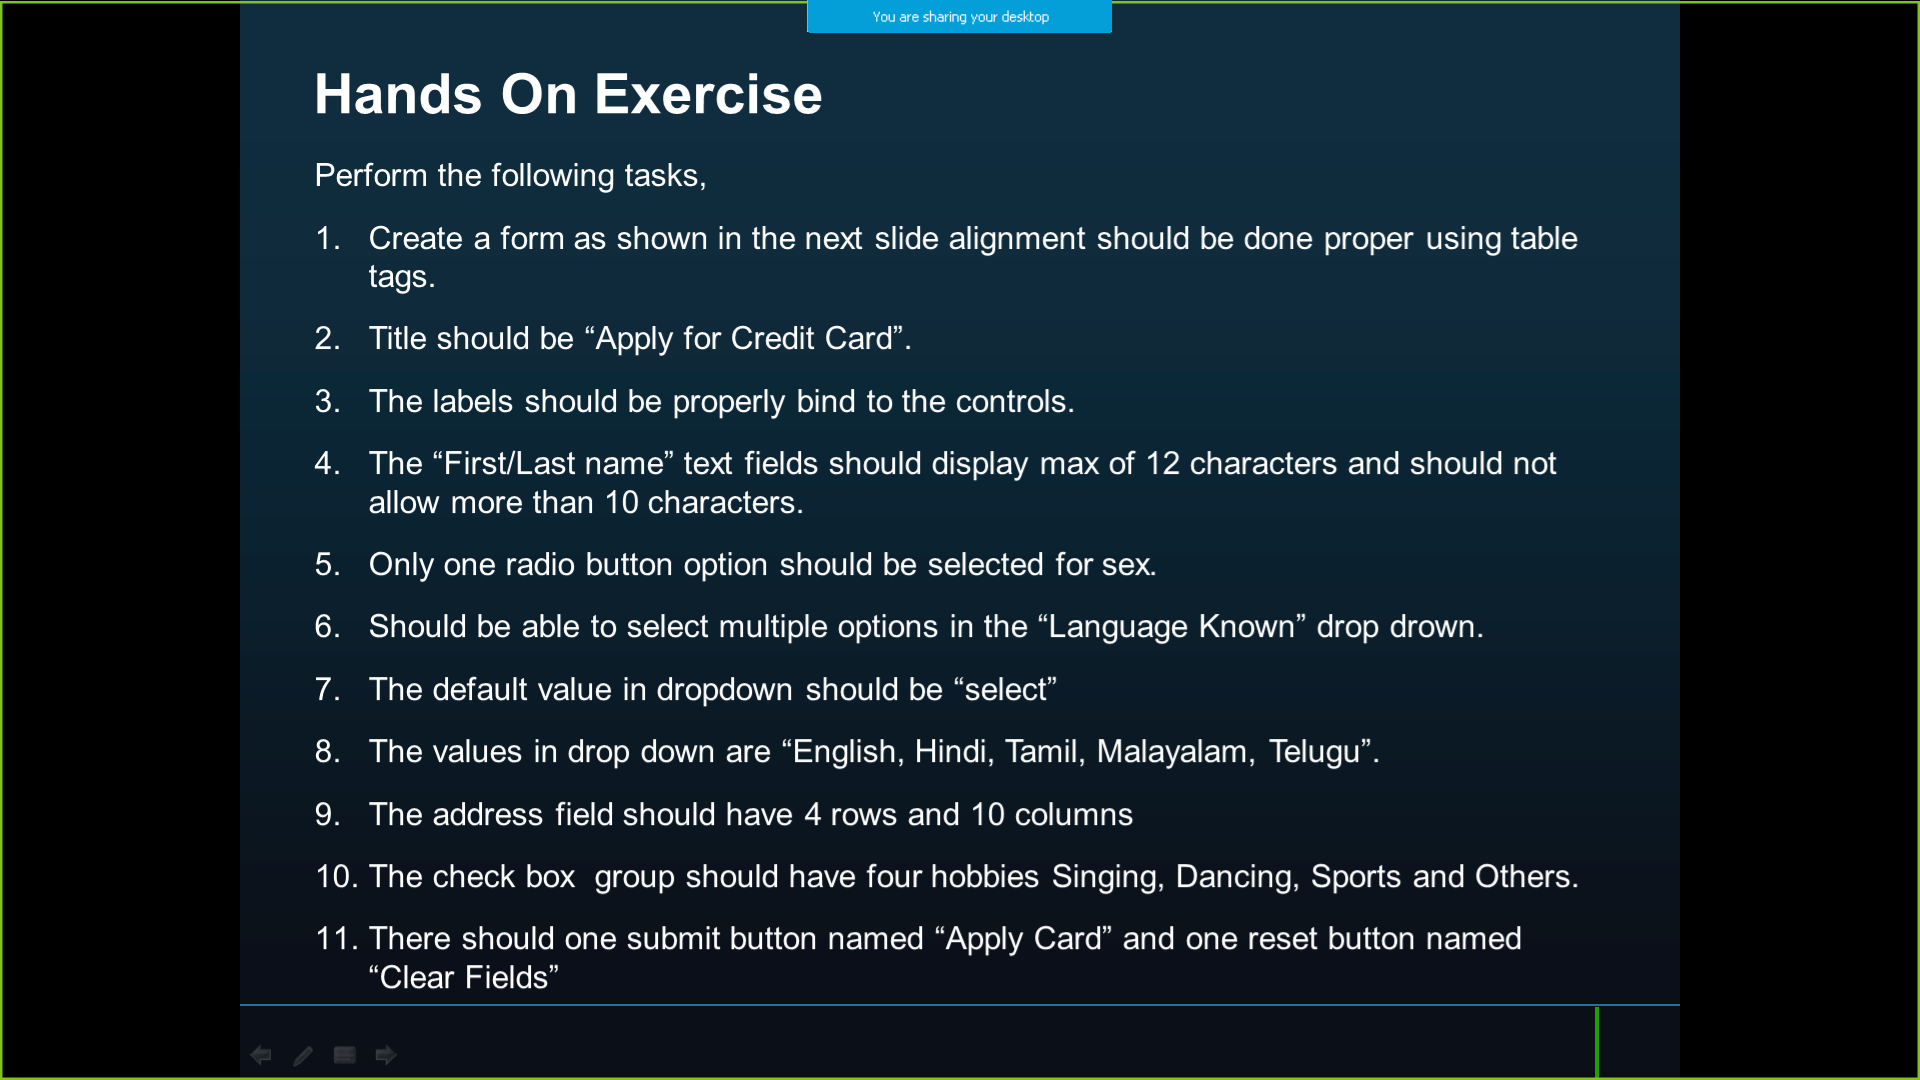 You are sharing your desktop
Hands On Exercise
Perform the following tasks,
1. Create a form as shown in the next slide alignment should be done proper using table
tags.
2. Title should be “Apply for Credit Card”.
3. The labels should be properly bind to the controls.
4. The “First/Last name” text fields should display max of 12 characters and should not
allow more than 10 characters.
5. Only one radio button option should be selected for sex.
6. Should be able to select multiple options in the “Language Known” drop drown.
7. The default value in dropdown should be “select”
8. The values in drop down are “English, Hindi, Tamil, Malayalam, Telugu”.
9. The address field should have 4 rows and 10 columns
10. The check box  group should have four hobbies Singing, Dancing, Sports and Others.
11. There should one submit button named “Apply Card” and one reset button named
“Clear Fields”